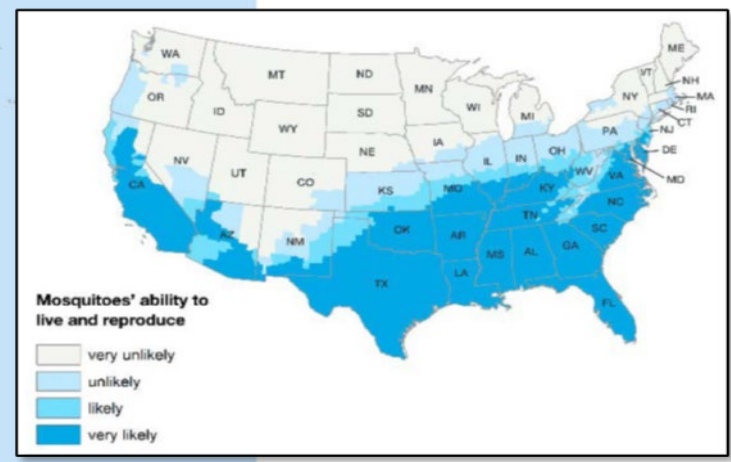 WA
ME
MT
ND
VT
NH
OR
MN
MA
ID
SD
WI
NY
RI
MI
CT
WY
PA
NJ
IA
NE
OH
NV
IL
IN
DE
UT
CO
WV
MD
KS
MO
KY
VA
CA
NC
TN
AZ
OK
NM
AR
SC
MS
AL
GA
TX
LA
FL
Mosquitoes' ability to
live and reproduce
very unlikely
unlikely
likely
very likely